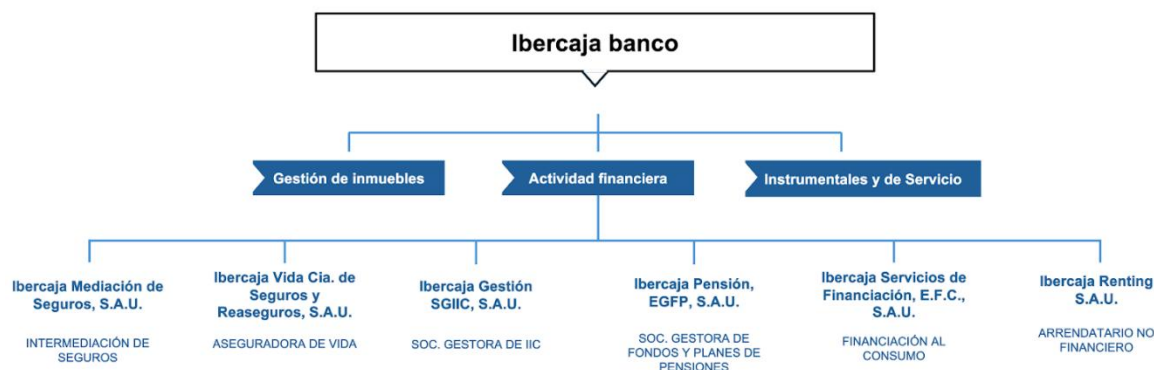 Ibercaja banco
Gestión de inmuebles
Actividad financiera
Instrumentales y de Servicio
Ibercaja Mediación de
Seguros, S.A.U.
INTERMEDIACIÓN DE
SEGUROS
Ibercaja Vida Cia. de
Seguros y
Reaseguros, S.A.U.
ASEGURADORA DE VIDA
Ibercaja Gestión
SGIIC, S.A.U.
SOC. GESTORA DE IIC
Ibercaja Pensión,
EGFP, S.A.U.
SOC. GESTORA DE
FONDOS Y PLANES DE
PENSIONES
Ibercaja Servicios de
Financiación, E.F.C.,
S.A.U.
FINANCIACIÓN AL
CONSUMO
Ibercaja Renting
S.A.U.
ARRENDATARIO NO
FINANCIERO